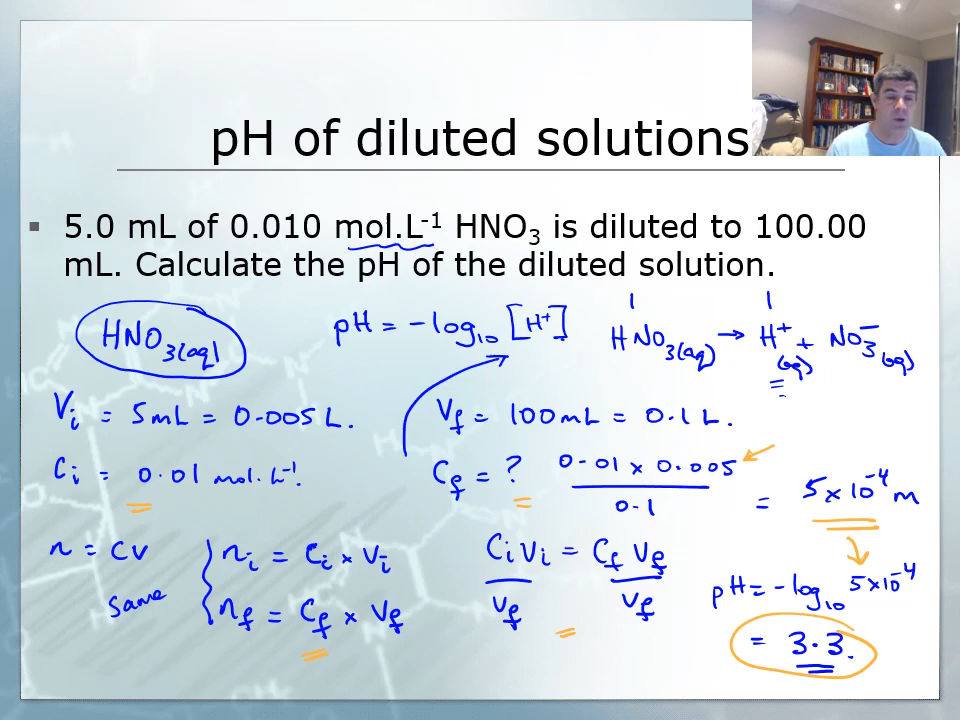 pH of diluted solutions
▪ 5.0 mL of 0.010 mol.L⁻¹ HNO₃ is diluted to 100.00
mL. Calculate the pH of the diluted solution.
HNO₃(aq)
pH = -log₁₀ [H⁺]
1 1
HNO₃(aq) → H⁺(aq) + NO₃⁻(aq)
Vi = 5mL = 0.005 L.
Vf = 100mL = 0.1 L.
Ci = 0.01 mol.L⁻¹.
Cf = ? 0.01 x 0.005
0.1
= 5 x 10⁻⁴ m
n = cv
same
ni = Ci x Vi
nf = Cf x Vf
CiVi = CfVf
Vf Vf
pH = -log₁₀ 5x10⁻⁴
= 3.3.